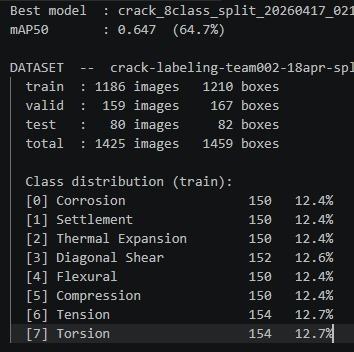 Best model : crack_8class_split_20260417_021
mAP50 : 0.647 (64.7%)
DATASET -- crack-labeling-team002-18apr-spl
train : 1186 images 1210 boxes
valid : 159 images 167 boxes
test : 80 images 82 boxes
total : 1425 images 1459 boxes
Class distribution (train):
[0] Corrosion 150 12.4%
[1] Settlement 150 12.4%
[2] Thermal Expansion 150 12.4%
[3] Diagonal Shear 152 12.6%
[4] Flexural 150 12.4%
[5] Compression 150 12.4%
[6] Tension 154 12.7%
[7] Torsion 154 12.7%